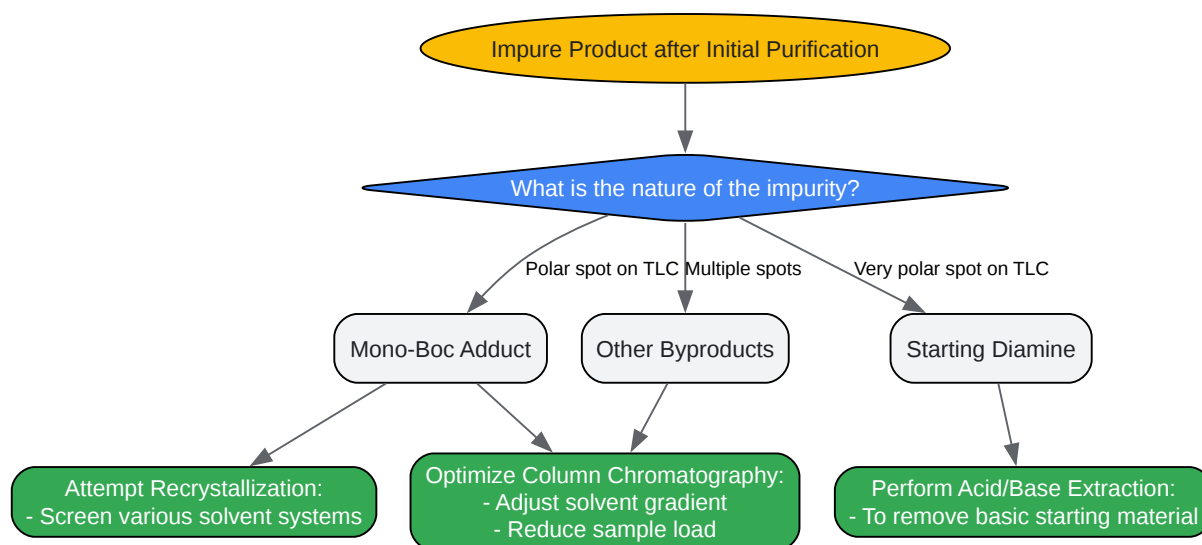 Impure Product after Initial Purification
What is the nature of the impurity?
Polar spot on TLC
Multiple spots
Very polar spot on TLC
Mono-Boc Adduct
Other Byproducts
Starting Diamine
Attempt Recrystallization:
- Screen various solvent systems
Optimize Column Chromatography:
- Adjust solvent gradient
- Reduce sample load
Perform Acid/Base Extraction:
- To remove basic starting material